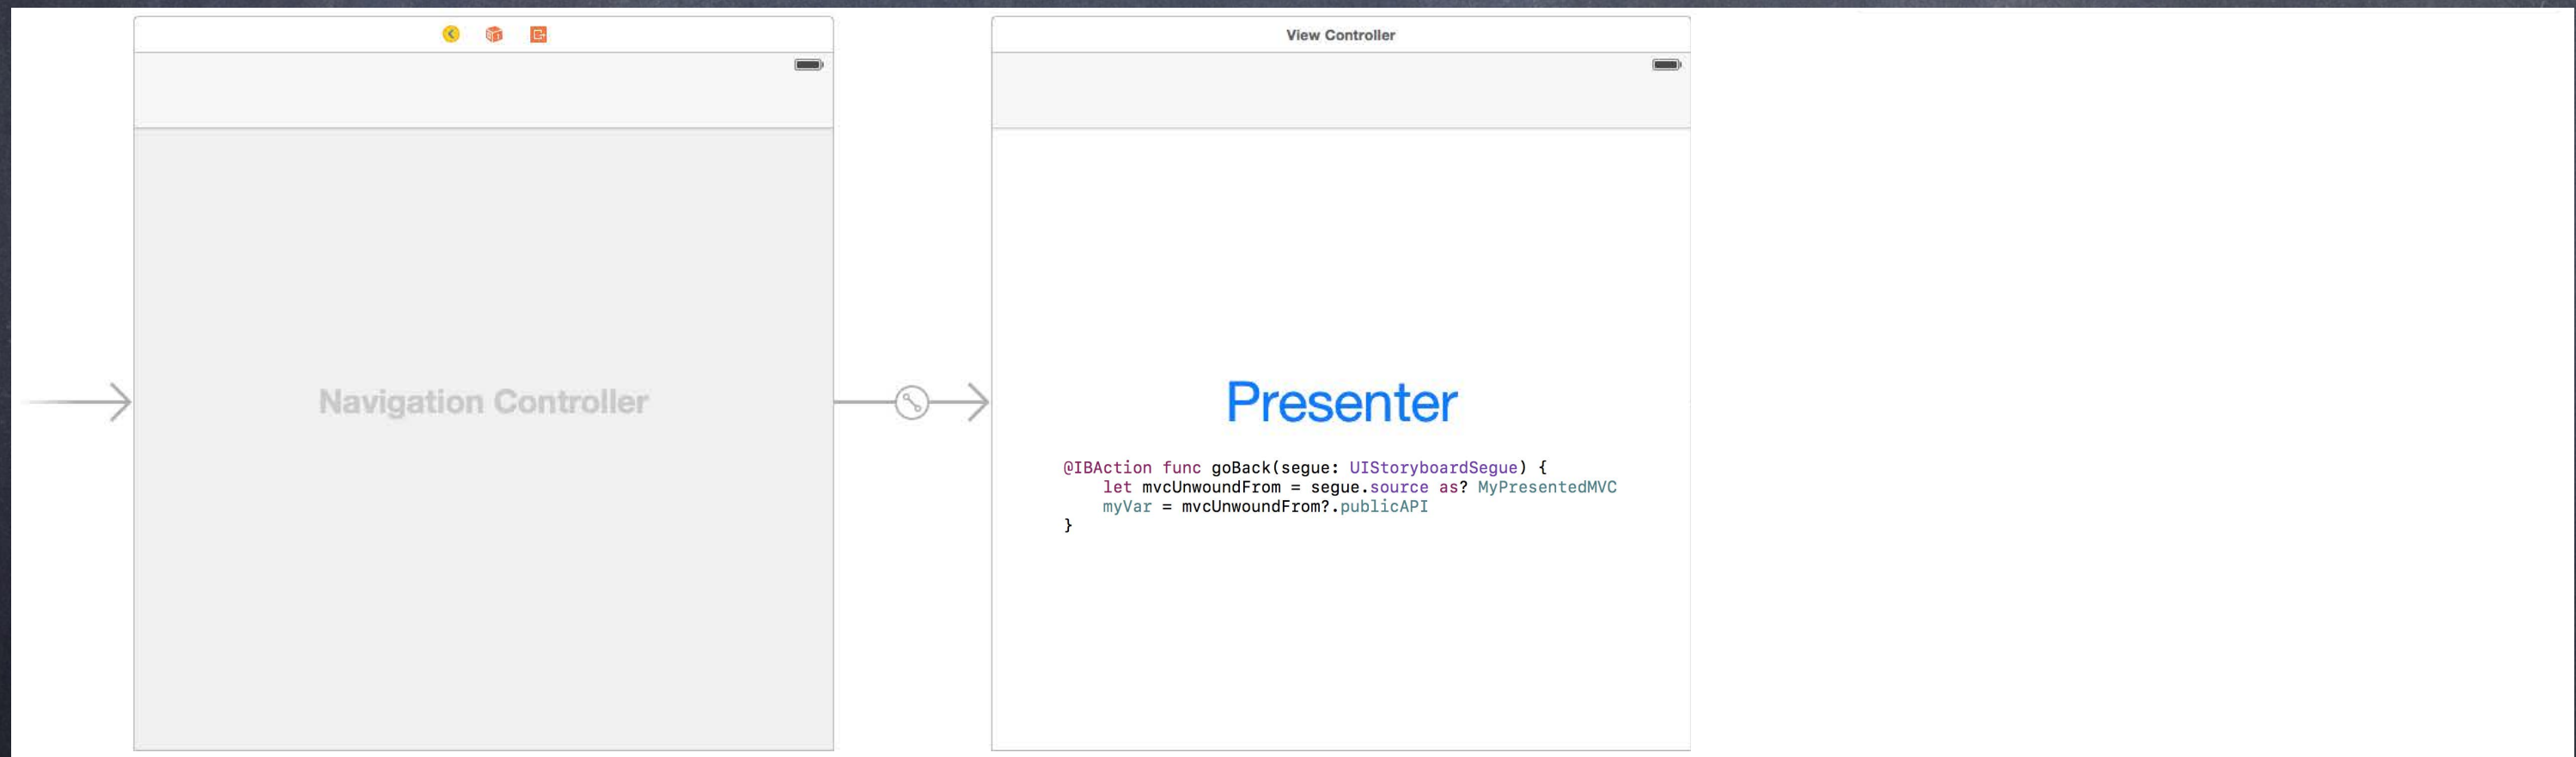 View Controller
Navigation Controller
Presenter
@IBAction func goBack(segue: UIStoryboardSegue) {
    let mvcUnwoundFrom = segue.source as? MyPresentedMVC
    myVar = mvcUnwoundFrom?.publicAPI
}